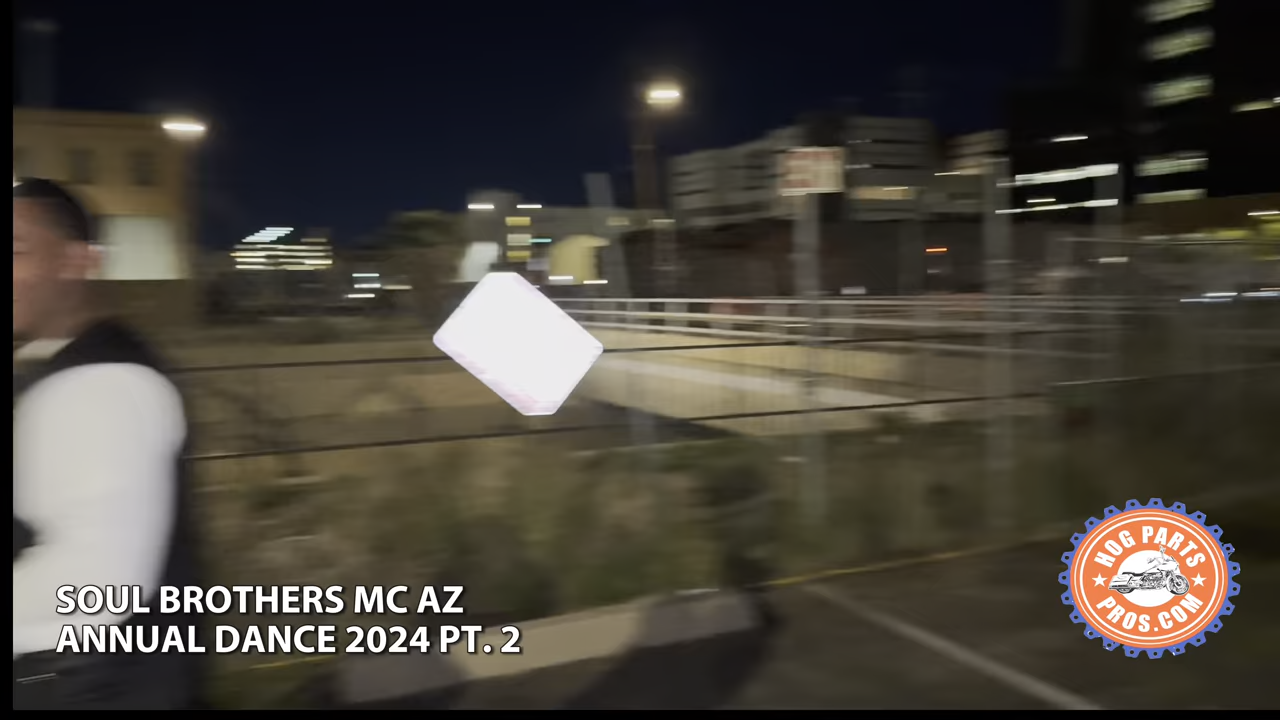 SOUL BROTHERS MC AZ
ANNUAL DANCE 2024 PT. 2
HOG PARTS
PROS.COM